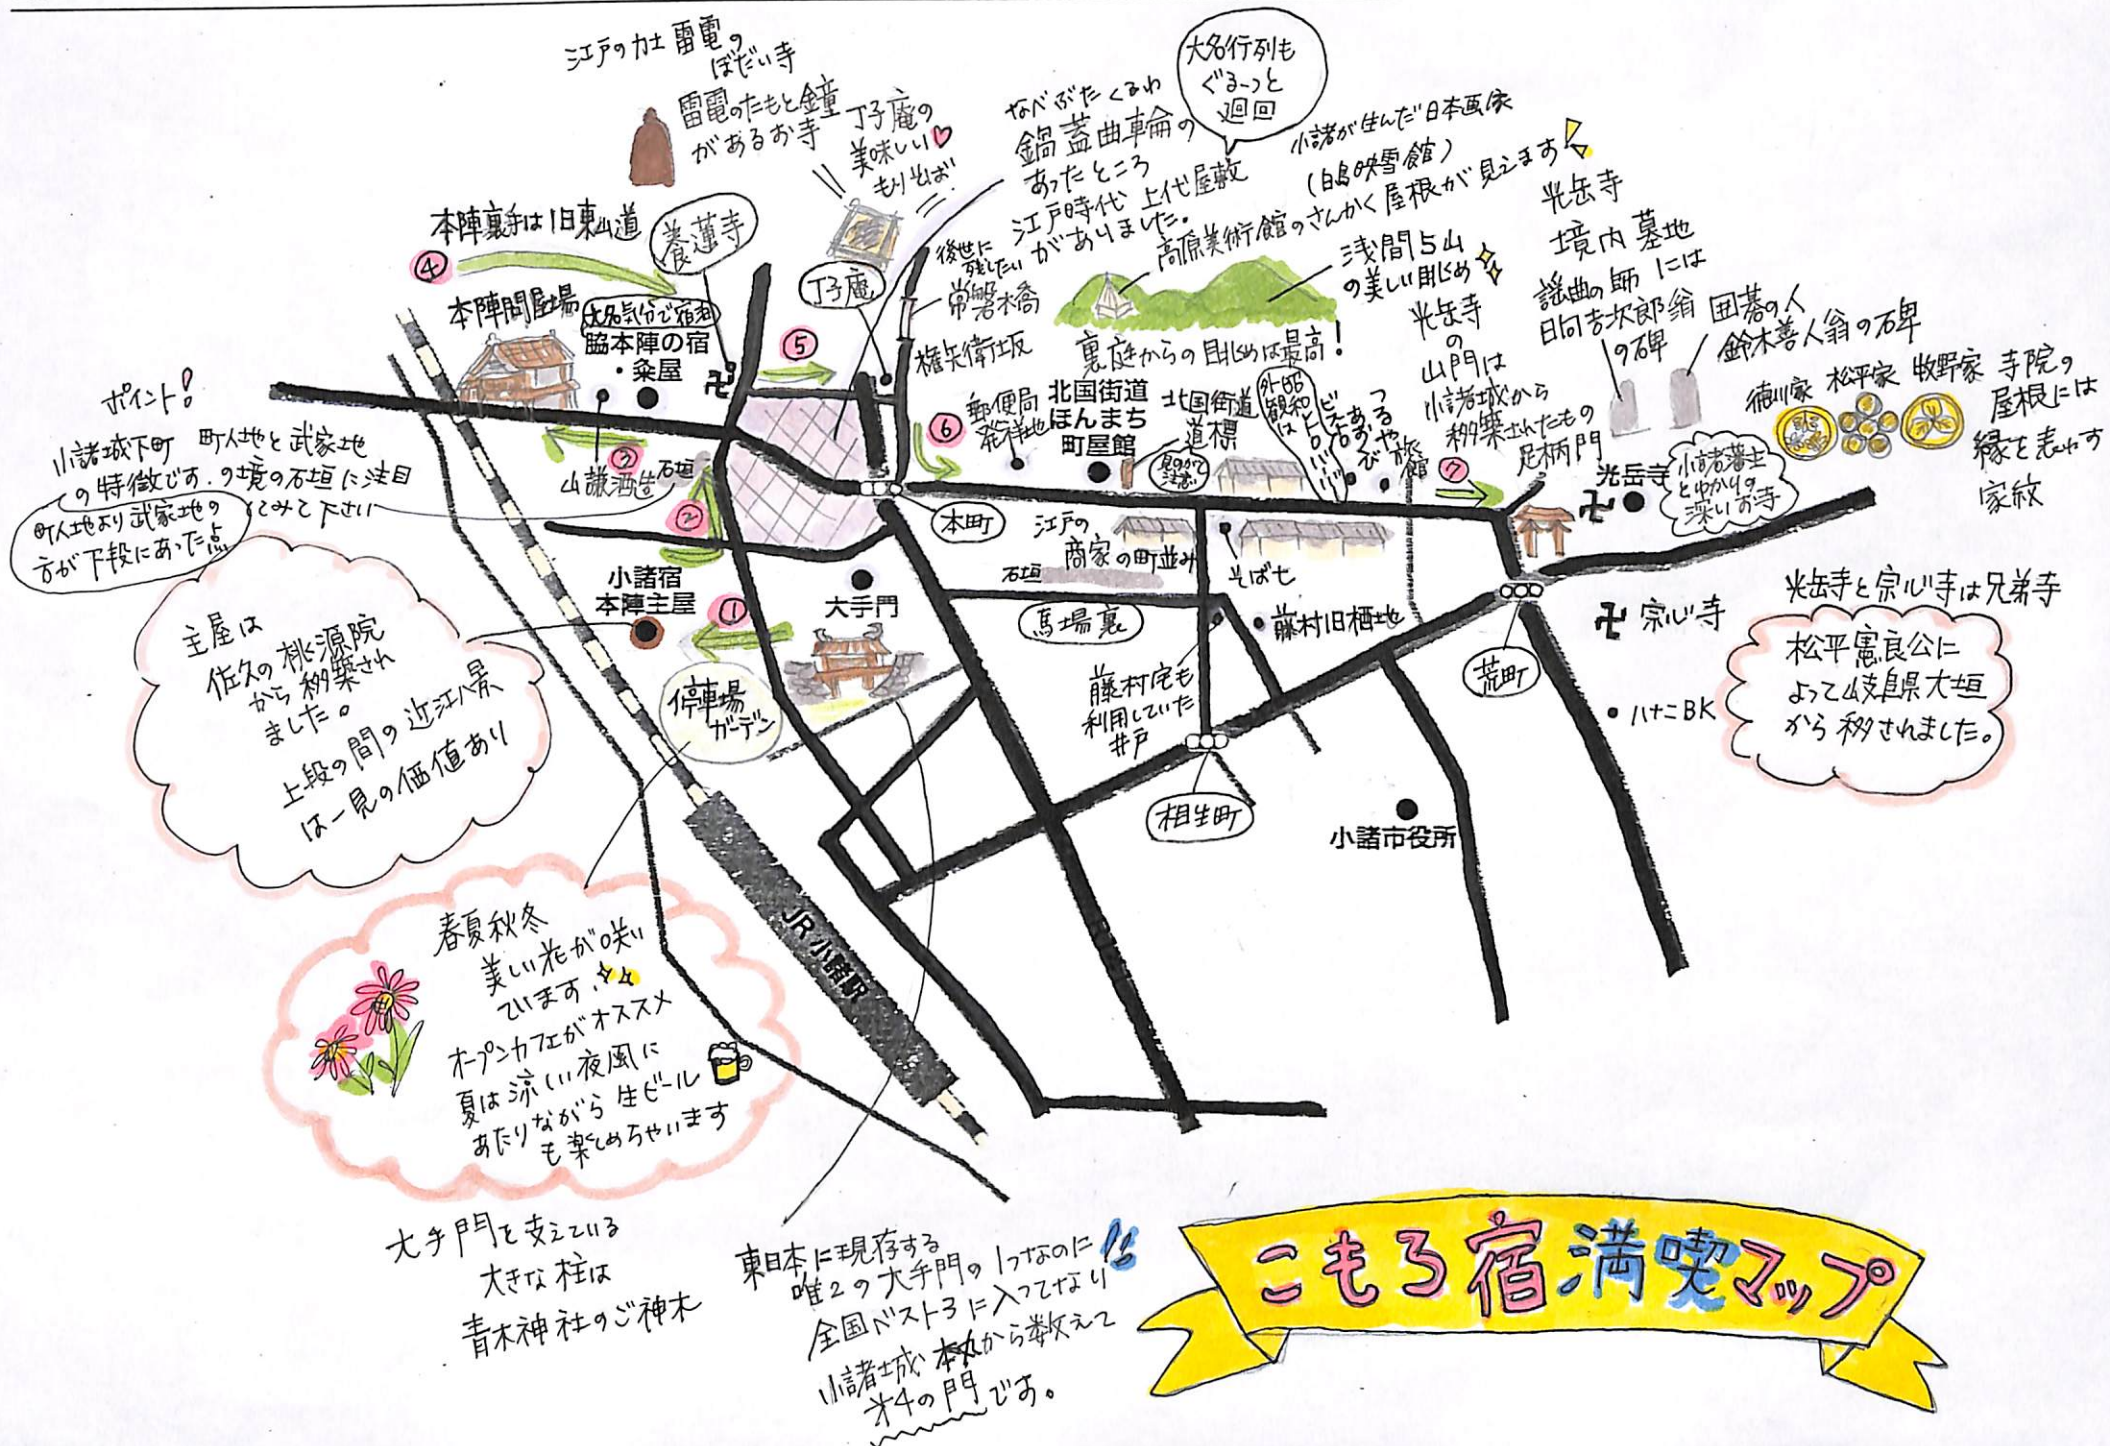 江戸の力士 雷電の
ぼだい寺
雷電のたもと鐘
があるお寺
丁子庵の
美味しい
もりそば
なべぶた くるわ
鍋蓋曲輪の
あったところ
江戸時代 上代屋敷
がありました。
大名行列も
ぐるーっと
迴回
小諸が生んだ日本画家
(白鳥映雪館)
高原美術館のさんかく屋根が見えます
浅間5山
の美しい眺め
裏庭からの眺めは最高!
後世に
残したい
常磐木橋
権兵衛坂
本陣裏手は旧東山道
④
養蓮寺
丁子庵
本陣問屋場
大名気分で宿泊
脇本陣の宿
・粂屋
⑤
⑥
郵便局
発祥地
北国街道
ほんまち
町屋館
北国街道
道標
見のがし
注意!
つるや旅館
⑦
光岳寺
の
山門は
小諸城から
移築されたもの
足柄門
光岳寺
境内墓地
には
謡曲の師
日向吉次郎翁
の碑
囲碁の人
鈴木善人翁の碑
徳川家 松平家 牧野家
寺院の
屋根には
縁を表わす
家紋
光岳寺
小諸藩士
とゆかりの
深いお寺
ポイント!
小諸城下町
の特徴です.
町人地と武家地
の境の石垣に注目
してみて下さい
町人地より武家地の
方が下段にあった点
③
山謙酒造
石垣
②
本町
江戸の
商家の町並み
石垣
そば七
馬場裏
藤村旧栖地
藤村宅も
利用していた
井戸
荒町
宗心寺
光岳寺と宗心寺は兄弟寺
松平憲良公に
よって岐阜県大垣
から移されました。
ハナニBK
相生町
小諸市役所
小諸宿
本陣主屋
①
大手門
停車場
ガーデン
主屋は
佐久の桃源院
から移築され
ました。
上段の間の近江八景
は一見の価値あり
JR小諸駅
春夏秋冬
美しい花が咲い
ています.
オープンカフェがオススメ
夏は涼しい夜風に
あたりながら生ビール
も楽しめちゃいます
大手門を支えている
大きな柱は
青木神社のご神木
東日本に現存する
唯2の大手門の1つなのに
全国ベスト3に入ってなり
小諸城 本丸から数えて
才4の門です。
こもろ宿満喫マップ